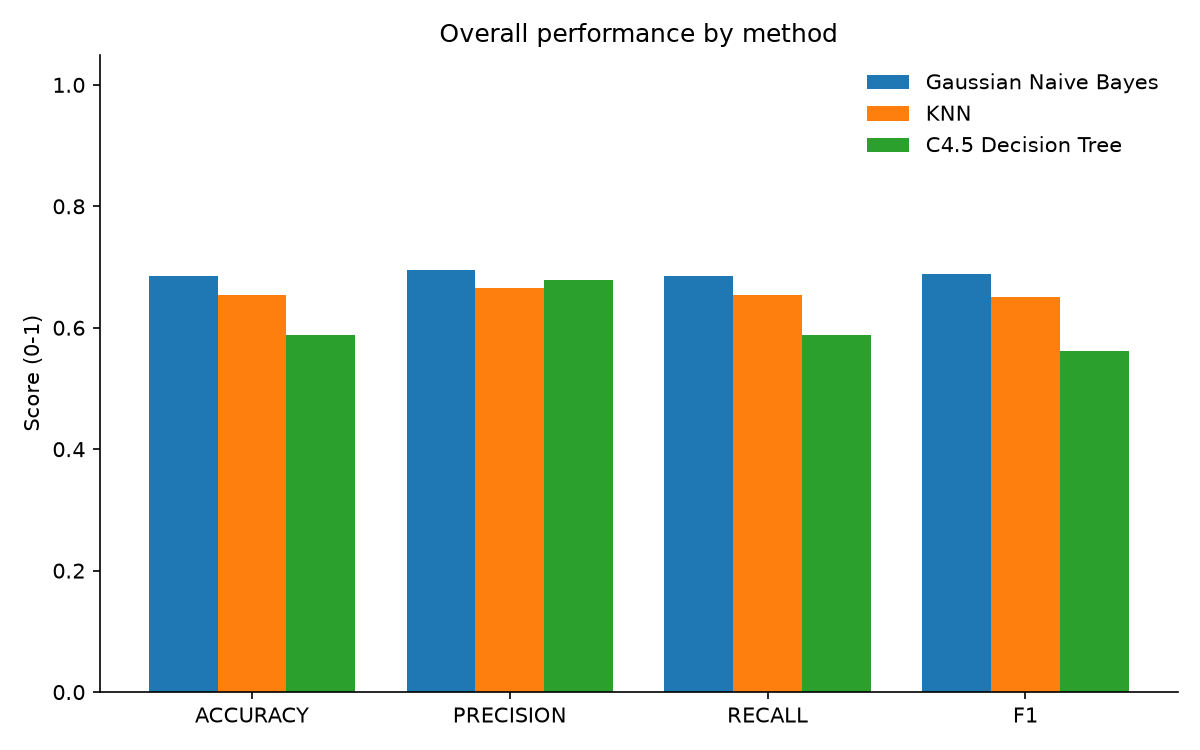 Overall performance by method
Gaussian Naive Bayes
KNN
C4.5 Decision Tree
Score (0-1)
1.0
0.8
0.6
0.4
0.2
0.0
ACCURACY PRECISION RECALL F1